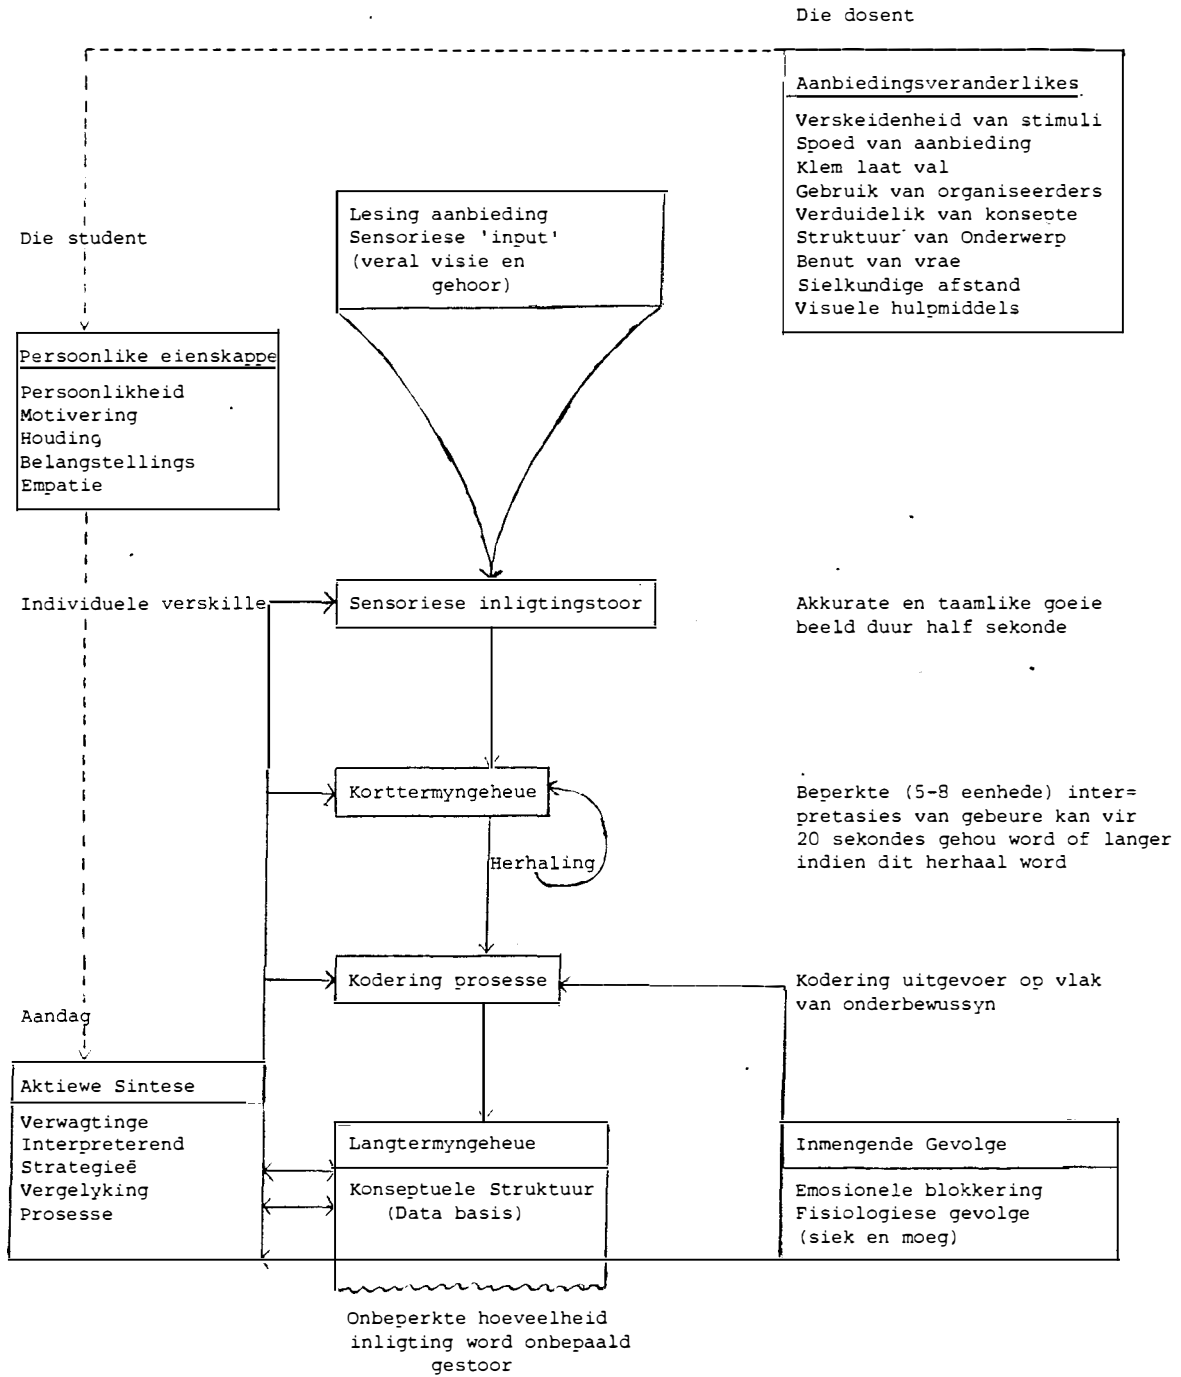 Die dosent
Aanbiedingsveranderlikes
Verskeidenheid van stimuli
Spoed van aanbieding
Klem laat val
Gebruik van organiseerders
Verduidelik van konsepte
Struktuur van Onderwerp
Benut van vrae
Sielkundige afstand
Visuele hulpmiddels
Lesing aanbieding
Sensoriese 'input'
(veral visie en
gehoor)
Die student
Persoonlike eienskappe
Persoonlikheid
Motivering
Houding
Belangstellings
Empatie
Individuele verskille
Sensoriese inligtingstoor
Akkurate en taamlike goeie
beeld duur half sekonde
Korttermyngeheue
Herhaling
Beperkte (5-8 eenhede) inter=
pretasies van gebeure kan vir
20 sekondes gehou word of langer
indien dit herhaal word
Kodering prosesse
Kodering uitgevoer op vlak
van onderbewussyn
Aandag
Aktiewe Sintese
Verwagtinge
Interpreterend
Strategieë
Vergelyking
Prosesse
Langtermyngeheue
Konseptuele Struktuur
(Data basis)
Inmengende Gevolge
Emosionele blokkering
Fisiologiese gevolge
(siek en moeg)
Onbeperkte hoeveelheid
inligting word onbepaald
gestoor